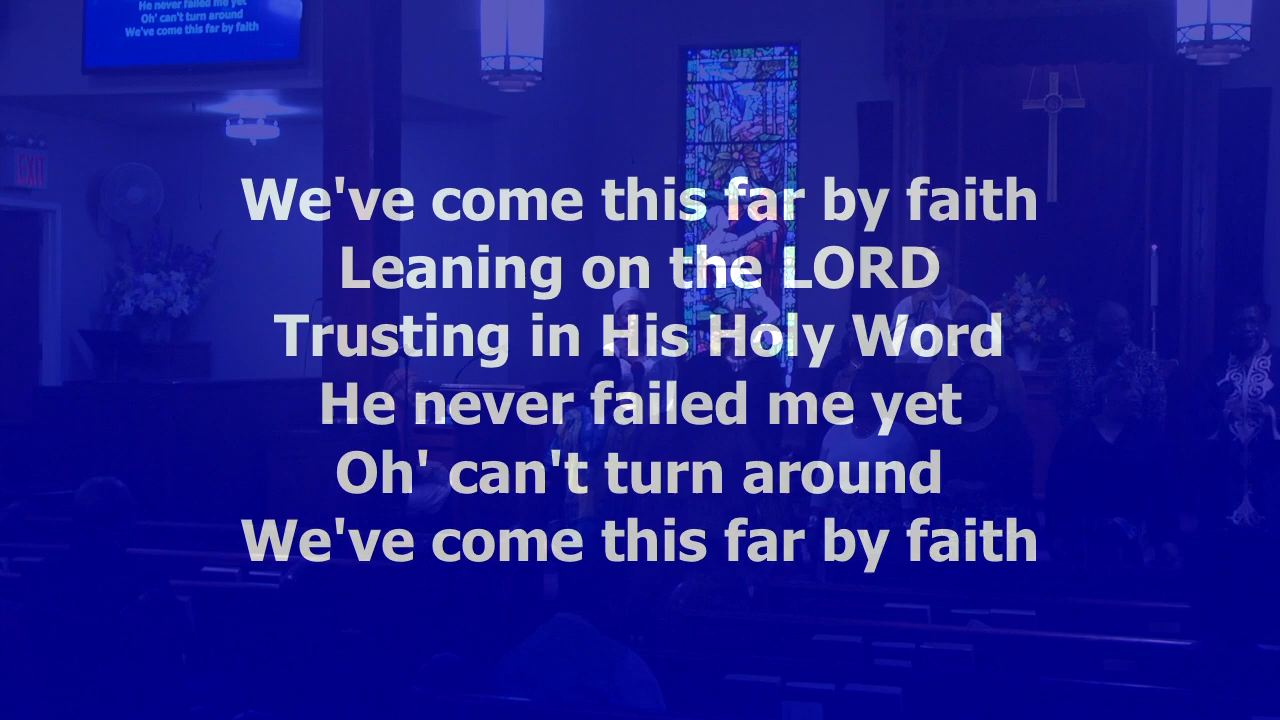 He never failed me yet
Oh' can't turn around
We've come this far by faith
EXIT
We've come this far by faith
Leaning on the LORD
Trusting in His Holy Word
He never failed me yet
Oh' can't turn around
We've come this far by faith